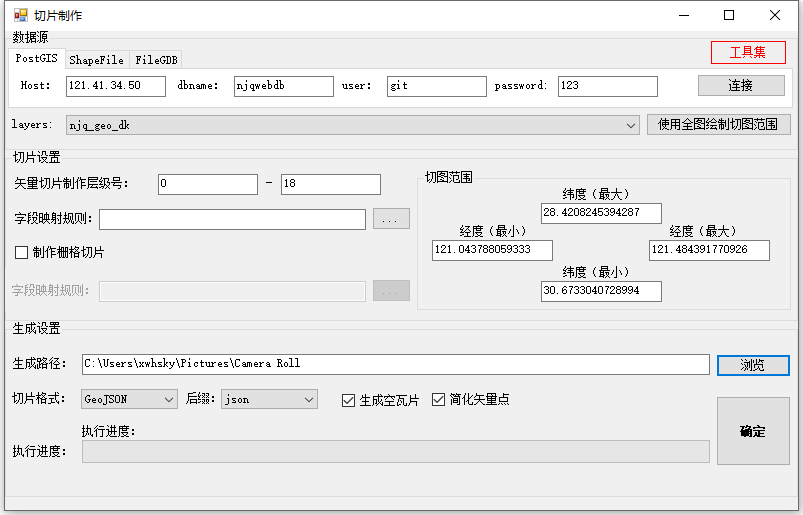 切片制作
数据源
PostGIS ShapeFile FileGDB
工具集
Host: 121.41.34.50 dbname: njqwebdb user: git password: 123 连接
layers: njq_geo_dk 使用全图绘制切图范围
切片设置
矢量切片制作层级号: 0 - 18
字段映射规则: ...
制作栅格切片
字段映射规则: ...
切图范围
纬度（最大）
28.4208245394287
经度（最小） 经度（最大）
121.043788059333 121.484391770926
纬度（最小）
30.6733040728994
生成设置
生成路径: C:\Users\xwhsky\Pictures\Camera Roll 浏览
切片格式: GeoJSON 后缀: json 生成空瓦片 简化矢量点
执行进度:
执行进度:
确定